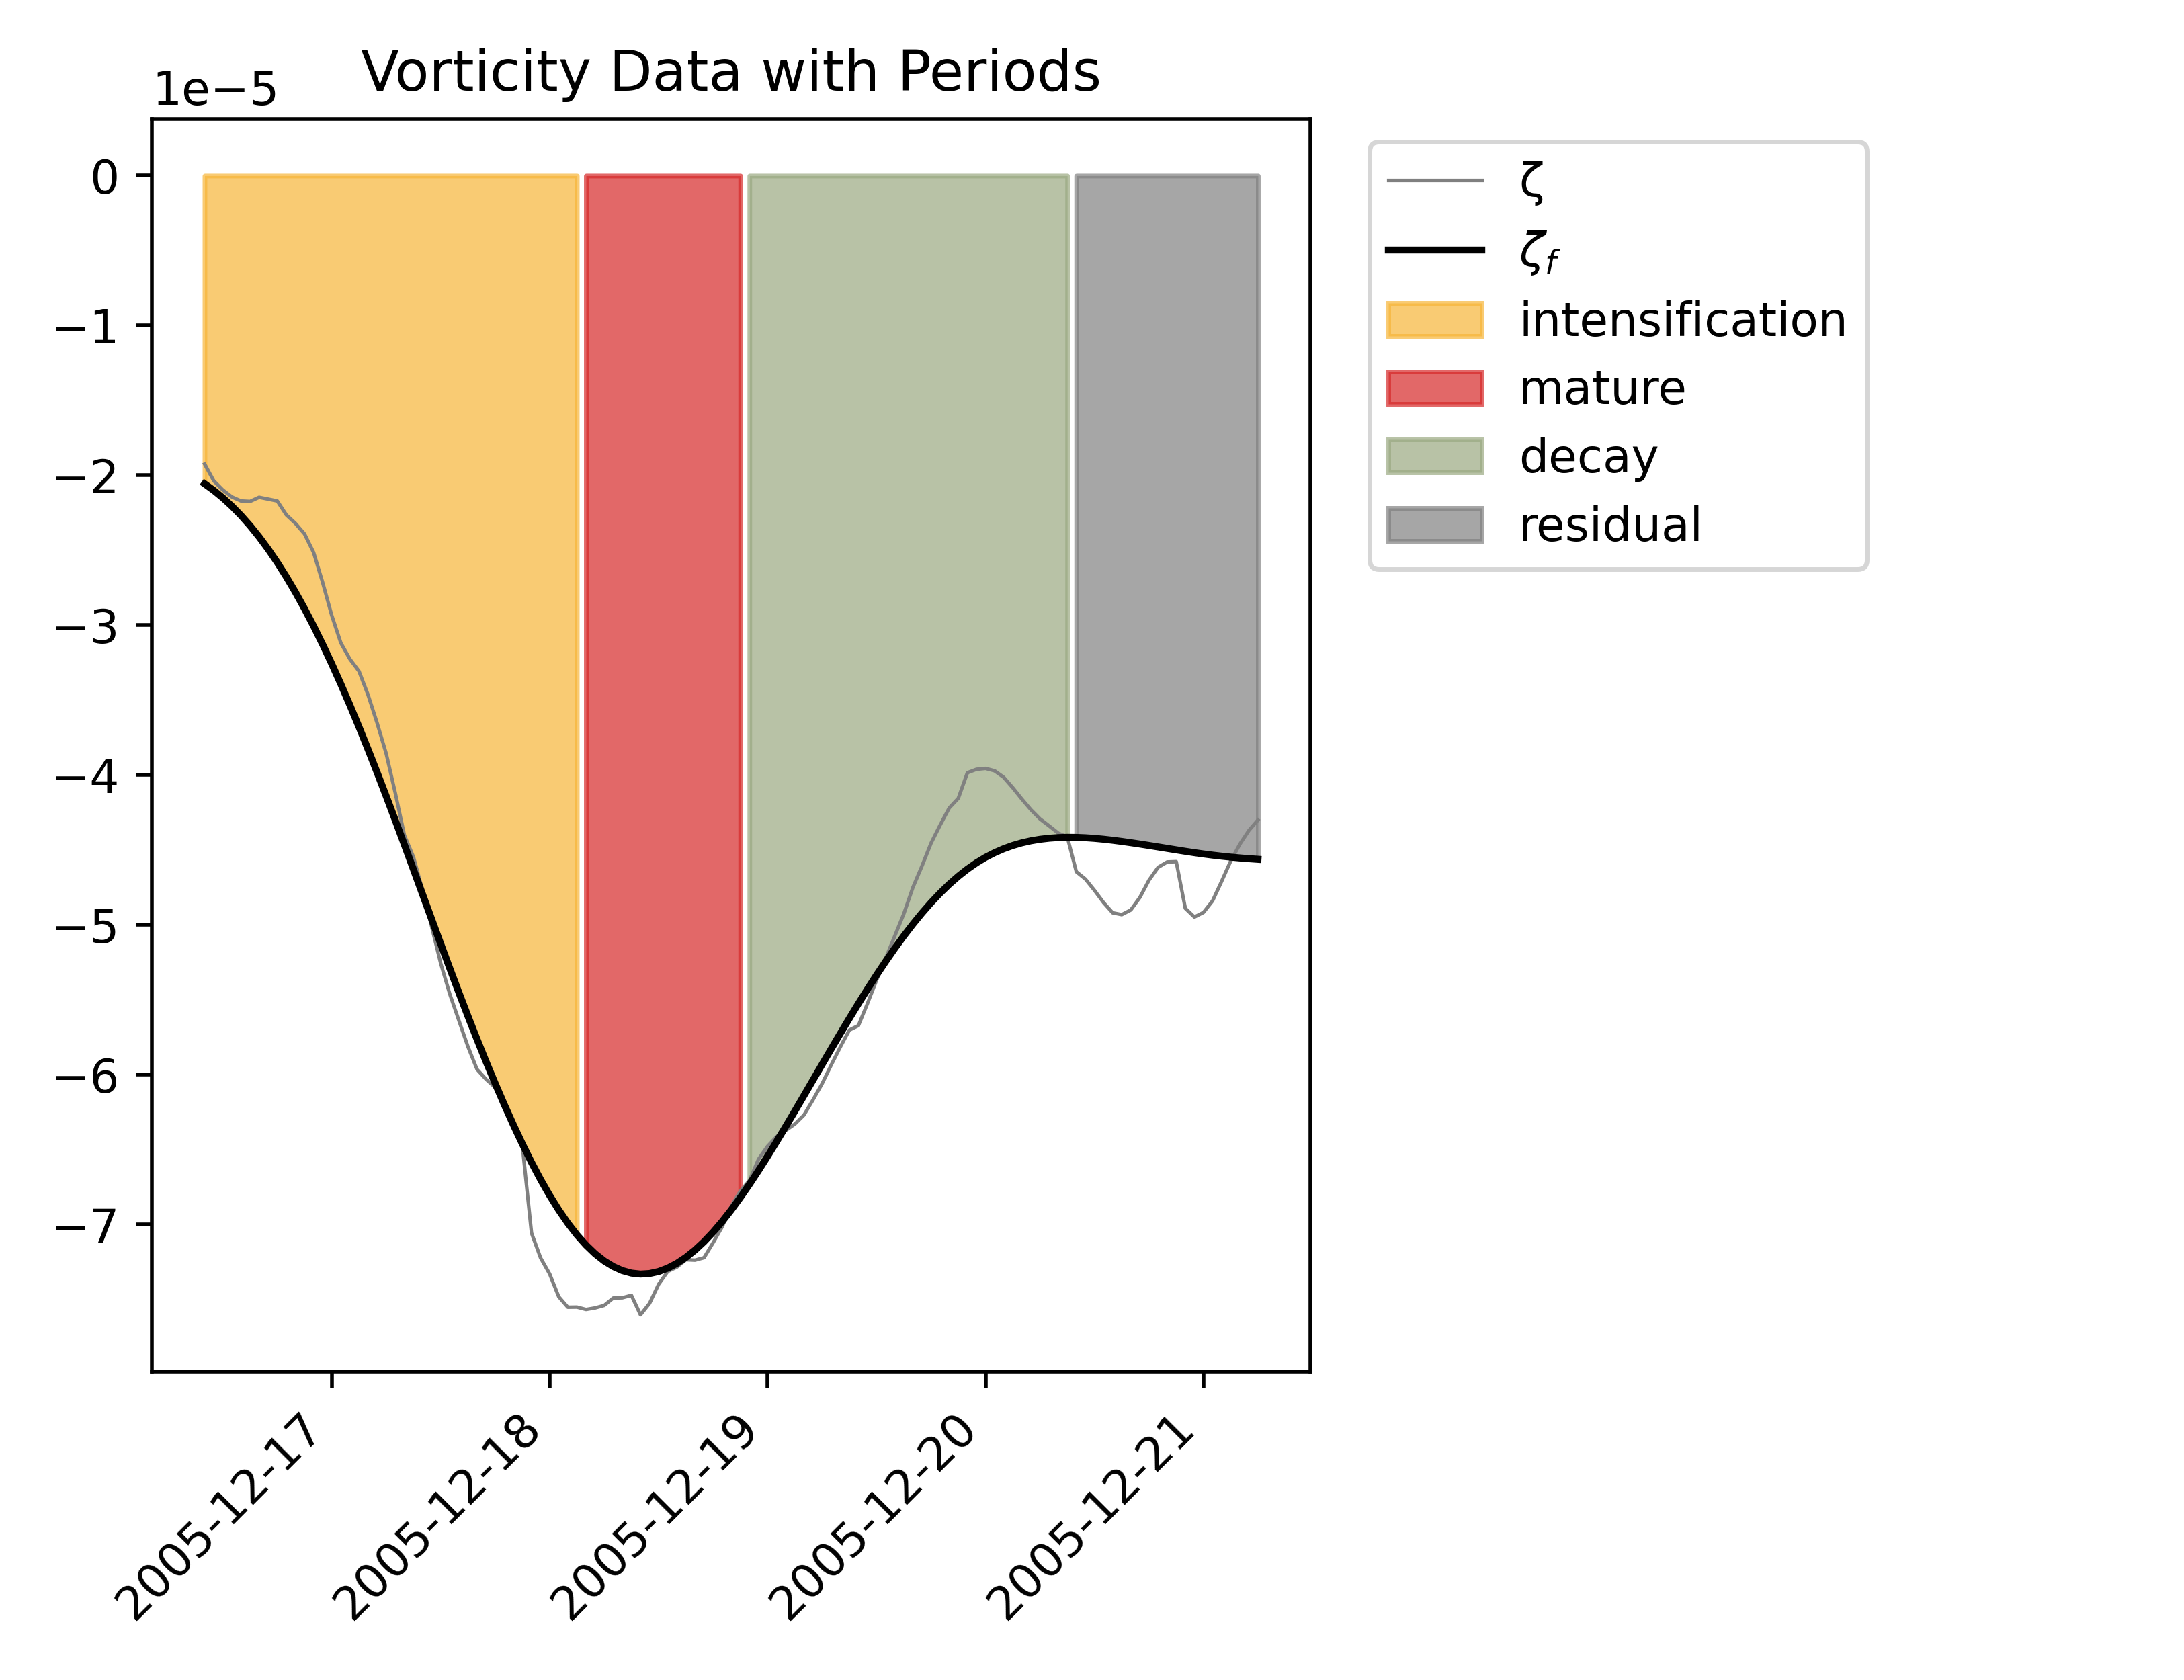 Vorticity Data with Periods
1e−5
0
−1
−2
−3
−4
−5
−6
−7
2005-12-17
2005-12-18
2005-12-19
2005-12-20
2005-12-21
ζ
ζf
intensification
mature
decay
residual